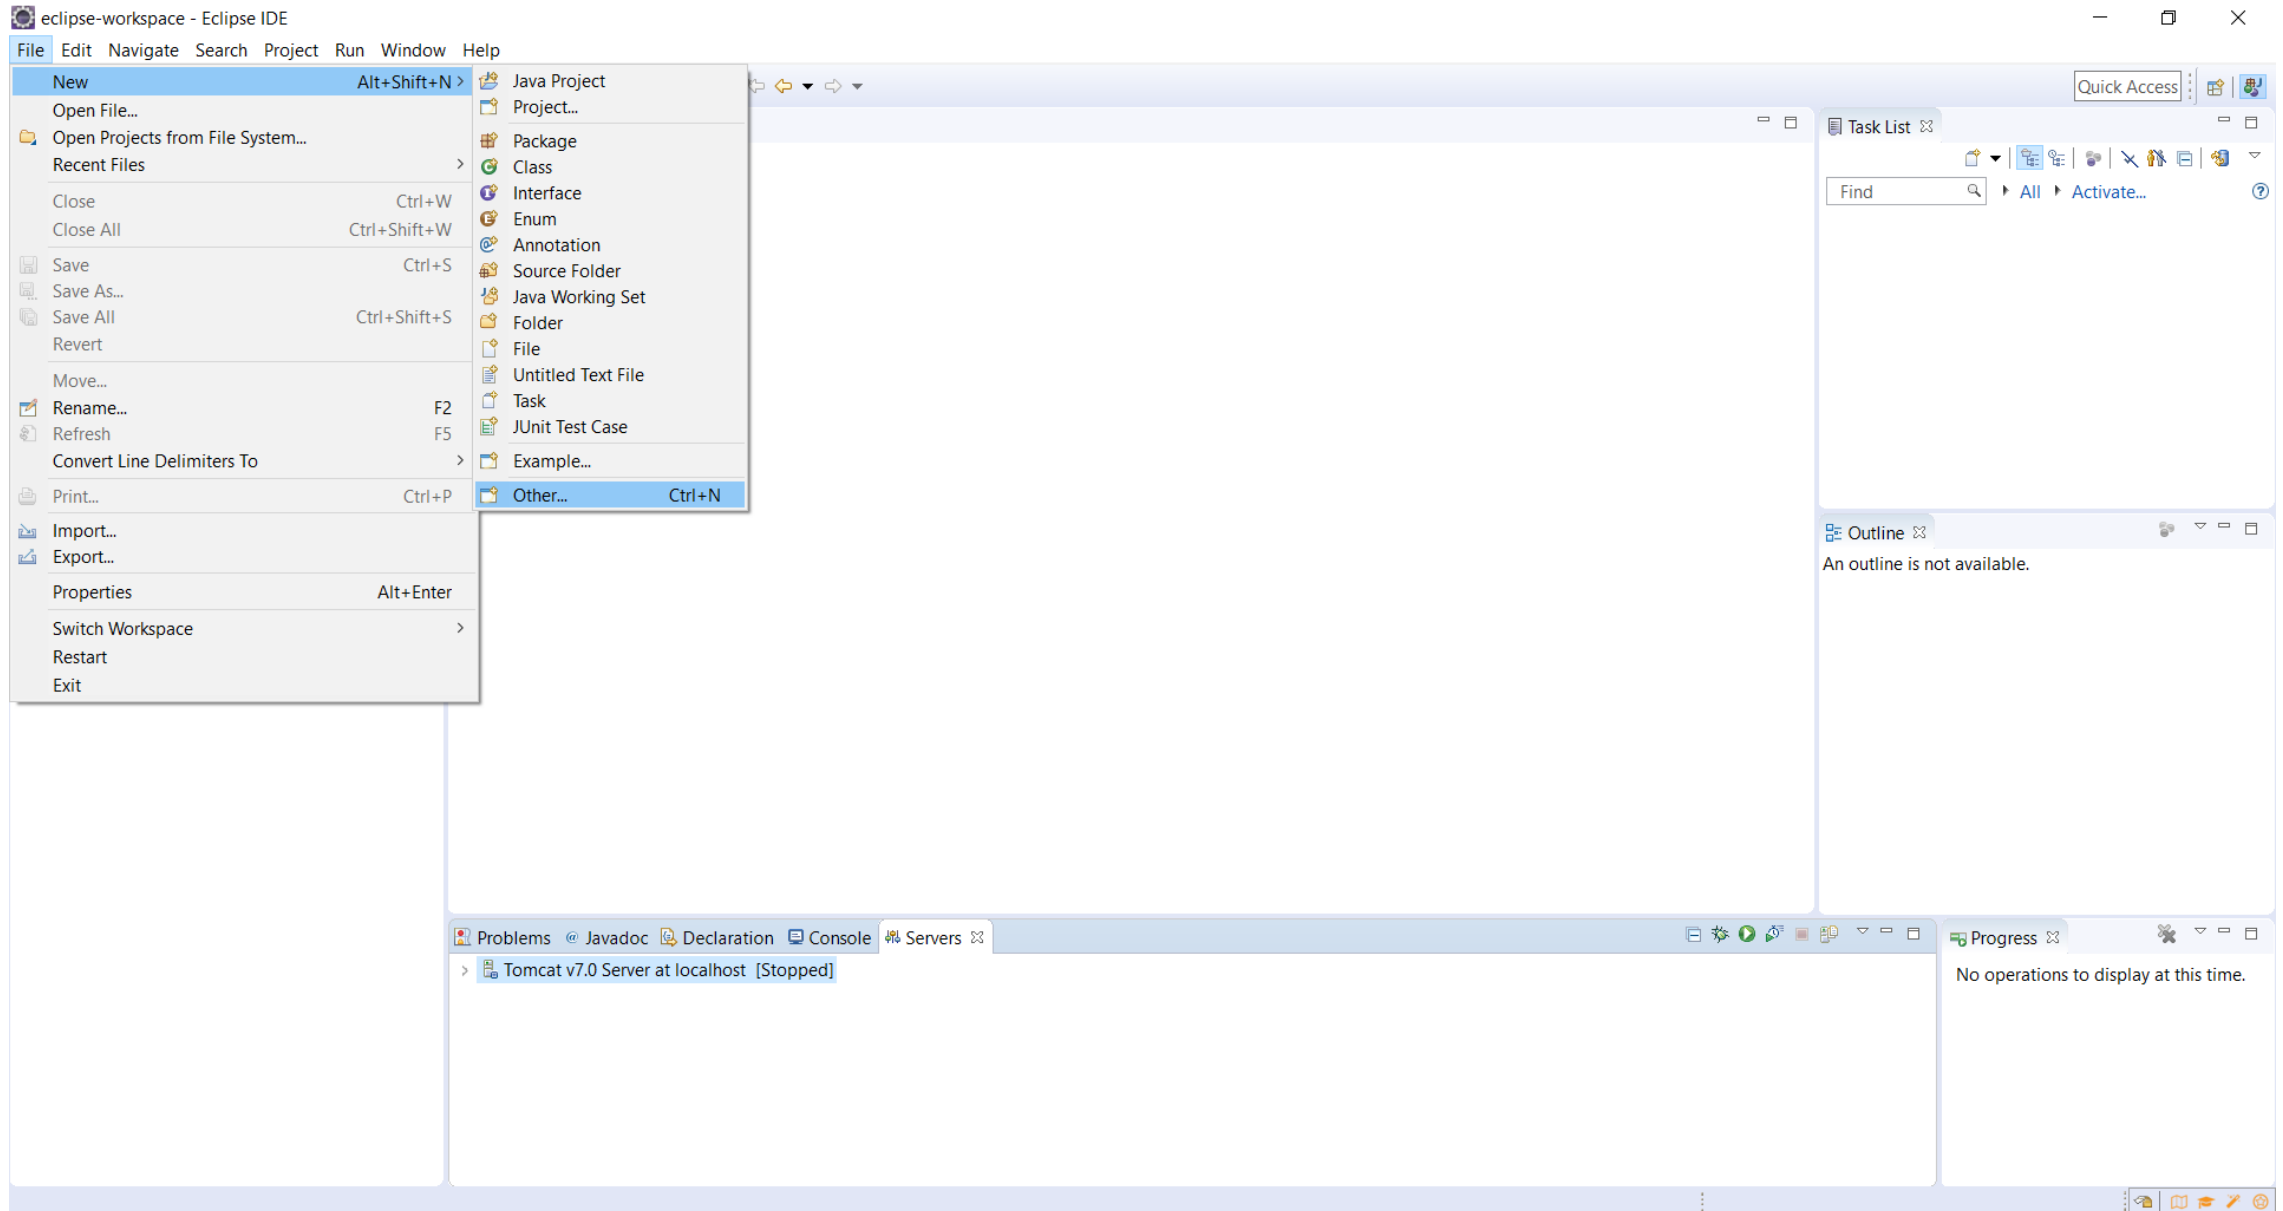 eclipse-workspace - Eclipse IDE
File Edit Navigate Search Project Run Window Help
New Alt+Shift+N
Open File...
Open Projects from File System...
Recent Files
Close Ctrl+W
Close All Ctrl+Shift+W
Save Ctrl+S
Save As...
Save All Ctrl+Shift+S
Revert
Move...
Rename... F2
Refresh F5
Convert Line Delimiters To
Print... Ctrl+P
Import...
Export...
Properties Alt+Enter
Switch Workspace
Restart
Exit
Java Project
Project...
Package
Class
Interface
Enum
Annotation
Source Folder
Java Working Set
Folder
File
Untitled Text File
Task
JUnit Test Case
Example...
Other... Ctrl+N
Quick Access
Task List
Find All Activate...
Outline
An outline is not available.
Problems @ Javadoc Declaration Console Servers
Tomcat v7.0 Server at localhost [Stopped]
Progress
No operations to display at this time.